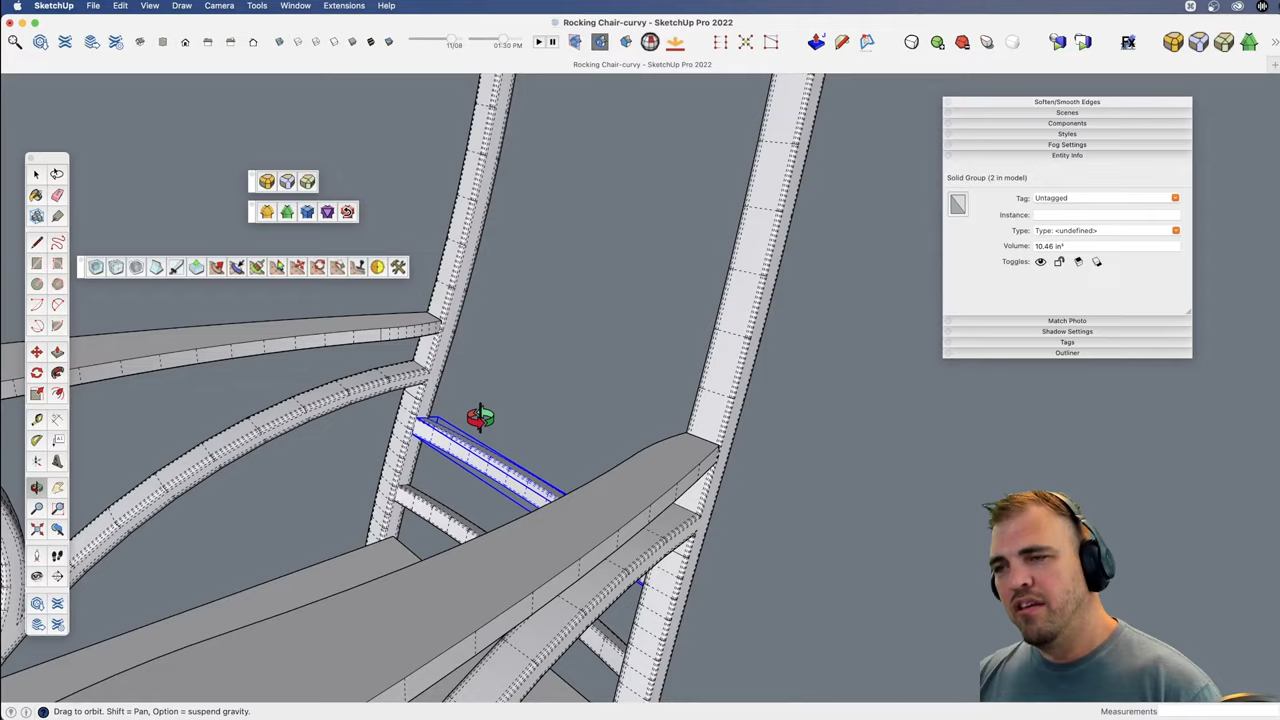 SketchUp File Edit View Draw Camera Tools Window Extensions Help
Rocking Chair-curvy - SketchUp Pro 2022
11/08 01:30 PM
Rocking Chair-curvy - SketchUp Pro 2022
Soften/Smooth Edges
Scenes
Components
Styles
Fog Settings
Entity Info
Solid Group (2 in model)
Tag: Untagged
Instance:
Type: Type: <undefined>
Volume: 10.46 in³
Toggles:
Match Photo
Shadow Settings
Tags
Outliner
Drag to orbit. Shift = Pan, Option = suspend gravity.
Measurements